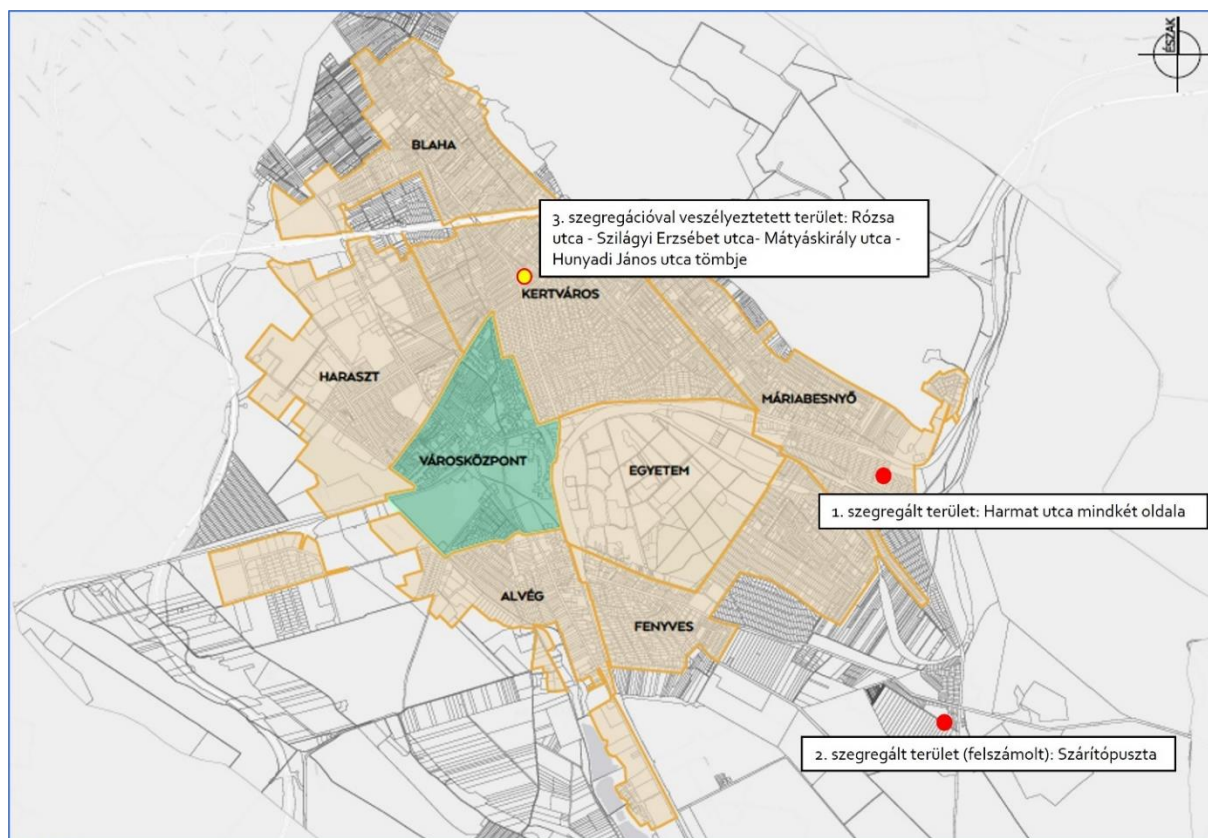 ÉSZAK
BLAHA
3. szegregációval veszélyeztetett terület: Rózsa
utca - Szilágyi Erzsébet utca- Mátyáskirály utca -
Hunyadi János utca tömbje
KERTVÁROS
HARASZT
MÁRIABESNYŐ
VÁROSKÖZPONT
EGYETEM
1. szegregált terület: Harmat utca mindkét oldala
ALVÉG
FENYVES
2. szegregált terület (felszámolt): Szárítópuszta